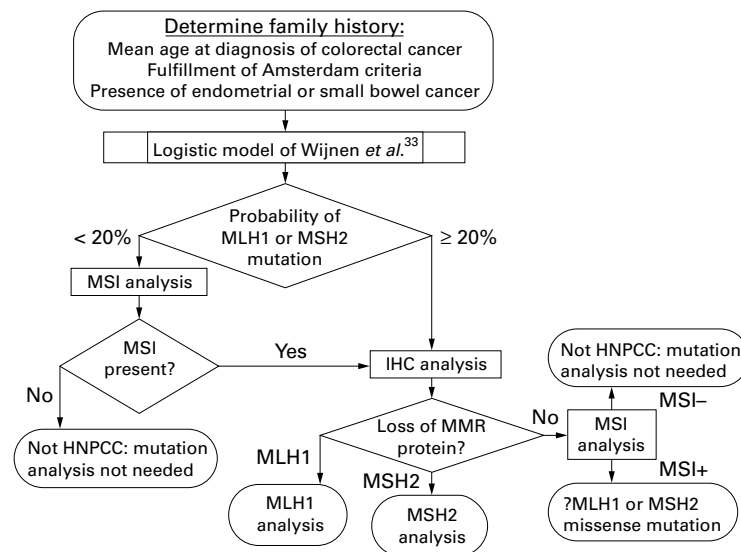 Determine family history:
Mean age at diagnosis of colorectal cancer
Fulfillment of Amsterdam criteria
Presence of endometrial or small bowel cancer
Logistic model of Wijnen et al.33
Probability of
MLH1 or MSH2
mutation
< 20%
≥ 20%
MSI analysis
MSI
present?
Yes
No
IHC analysis
Not HNPCC: mutation
analysis not needed
Loss of MMR
protein?
No
MSI
analysis
MSI–
Not HNPCC: mutation
analysis not needed
MSI+
?MLH1 or MSH2
missense mutation
MLH1
MLH1
analysis
MSH2
MSH2
analysis